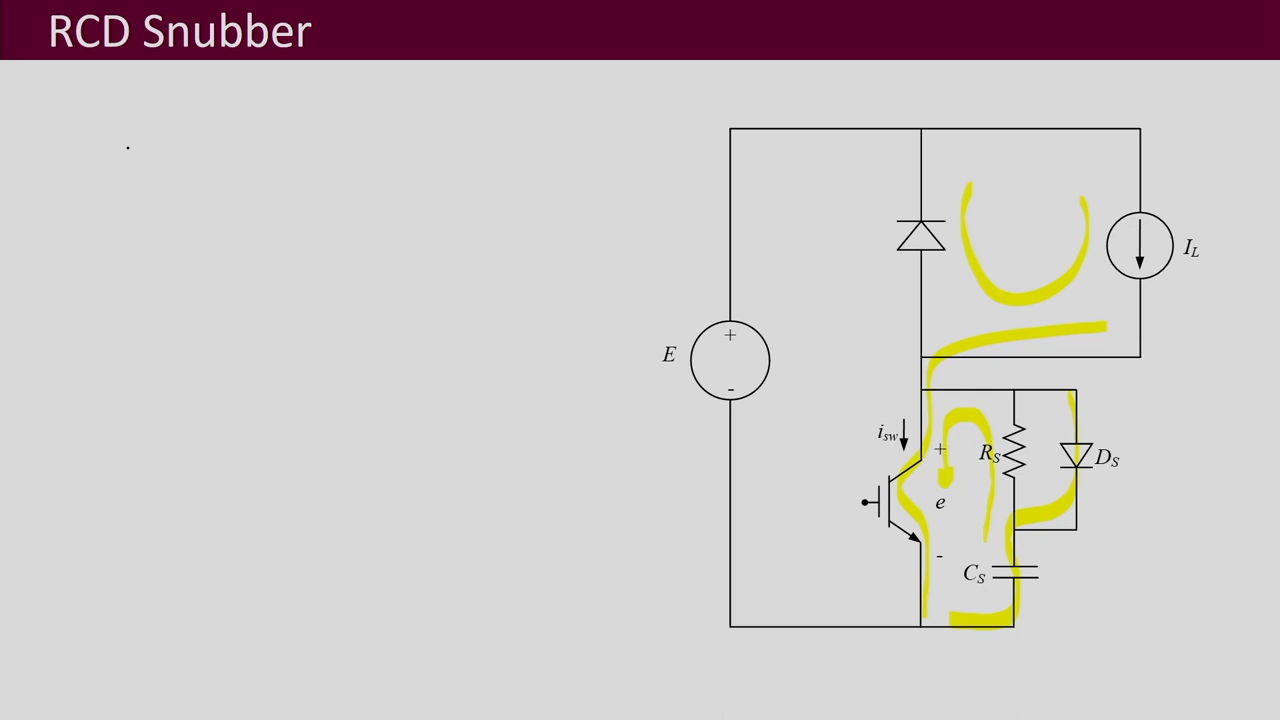 RCD Snubber
+
E
-
I_L
i_sw
+
R_S
D_S
e
-
C_S